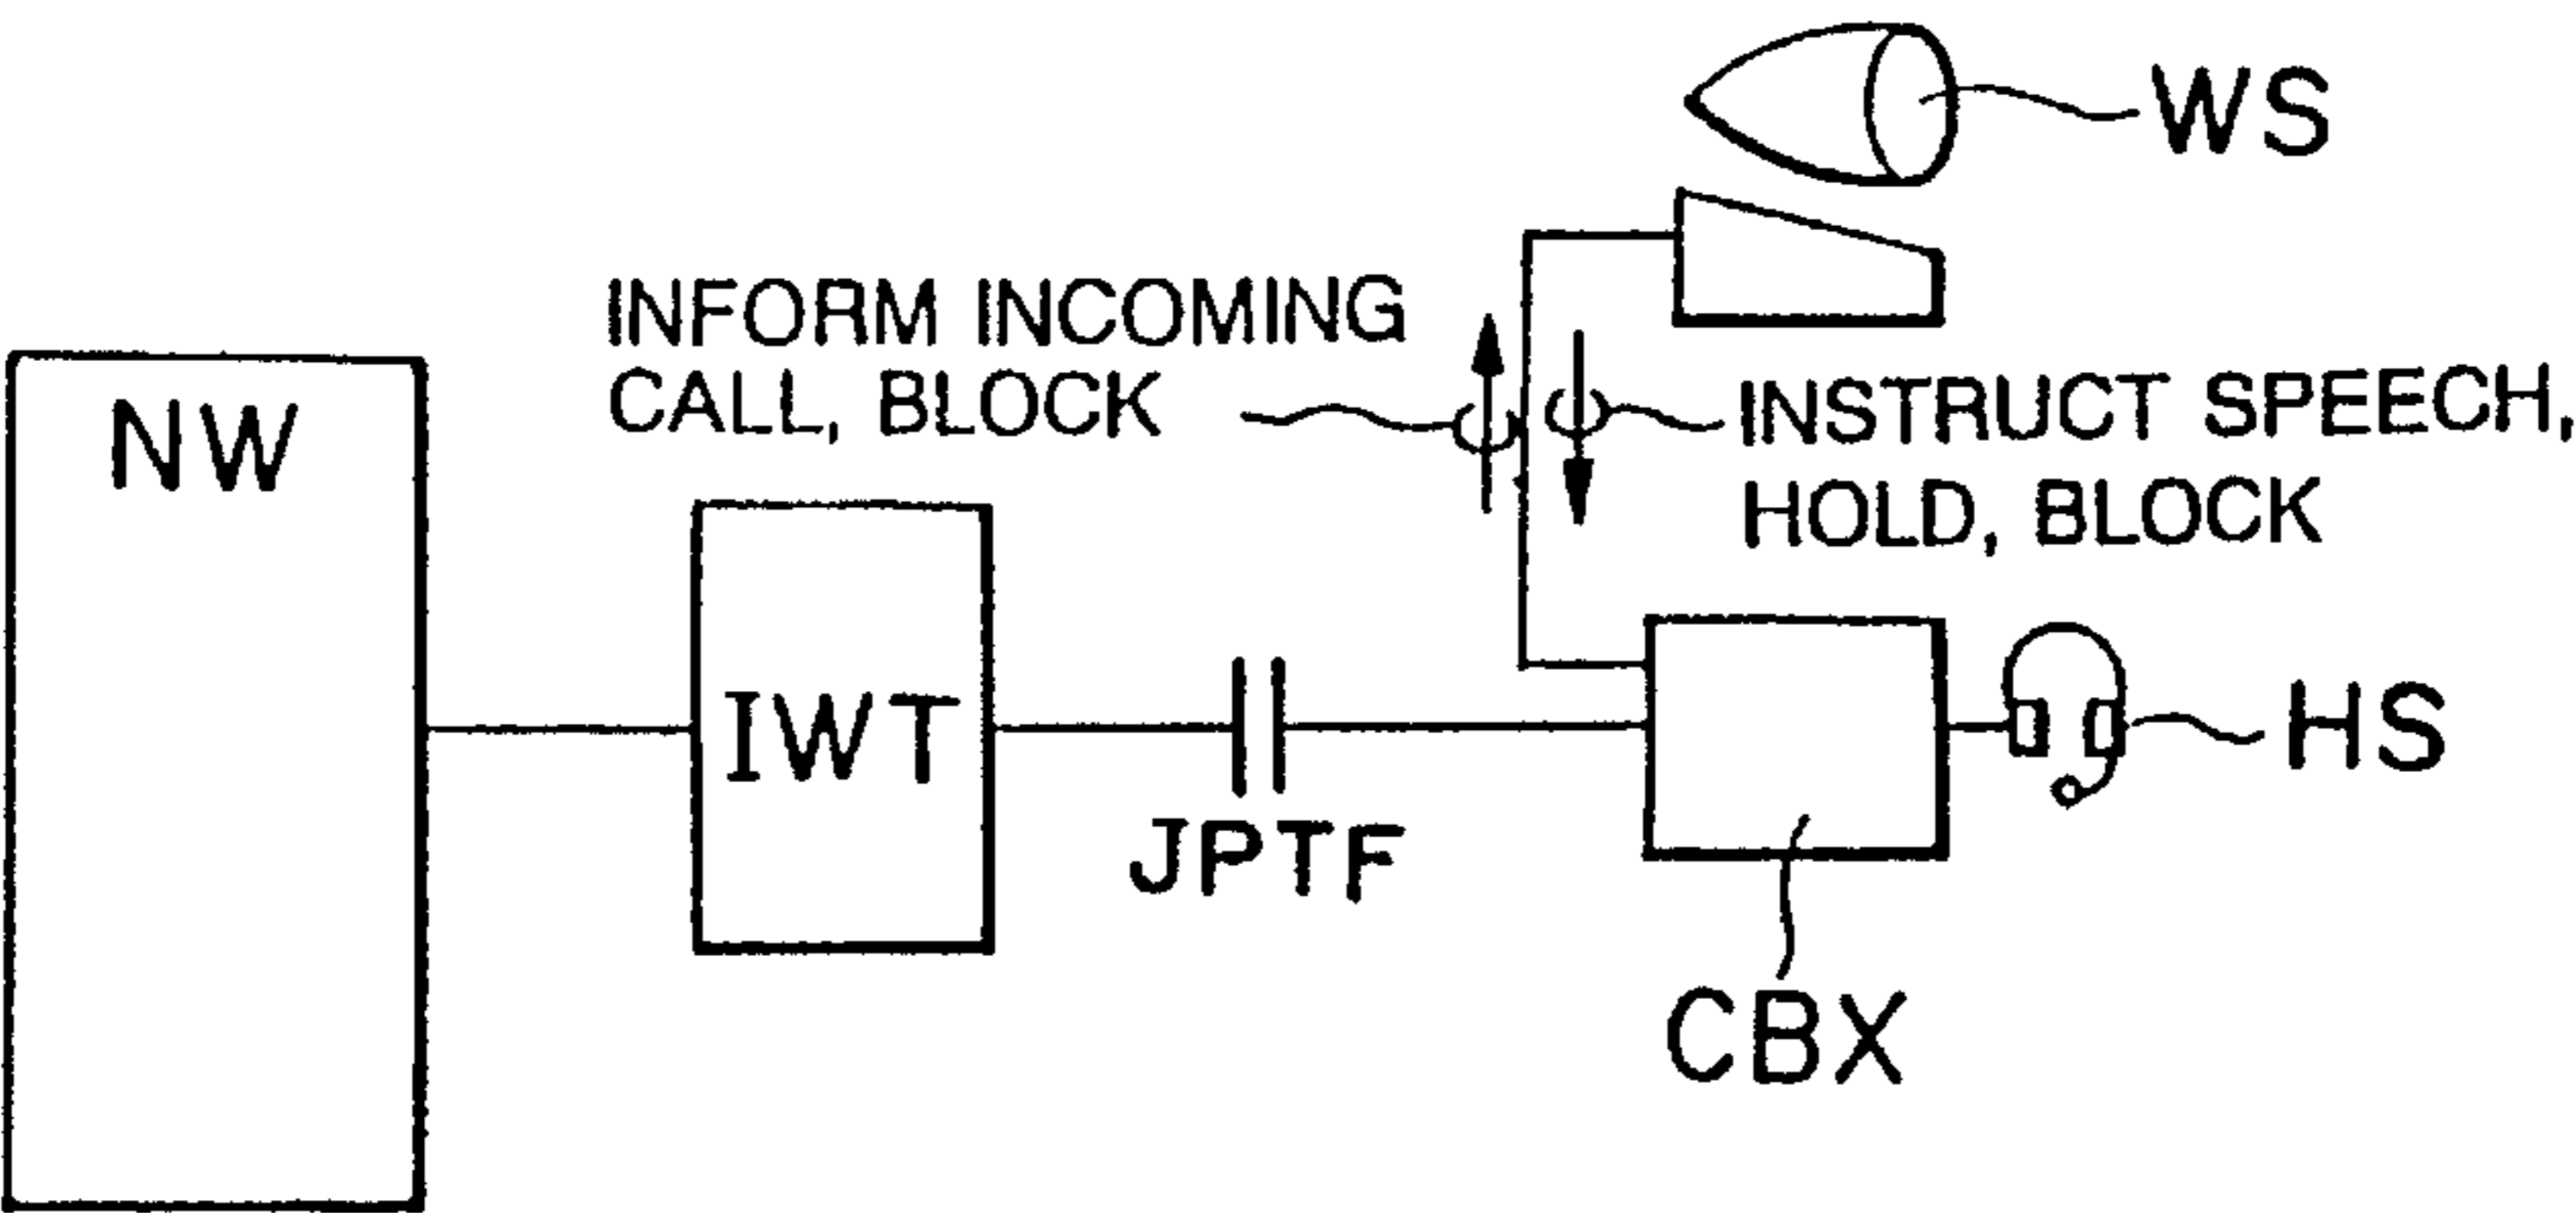 WS
INFORM INCOMING
CALL, BLOCK
INSTRUCT SPEECH,
HOLD, BLOCK
NW
IWT
JPTF
HS
CBX